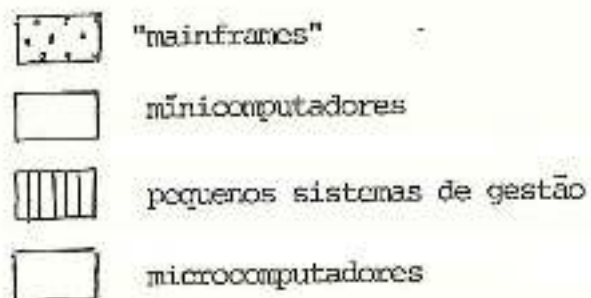 "mainframes"
minicomputadores
pequenos sistemas de gestão
microcomputadores